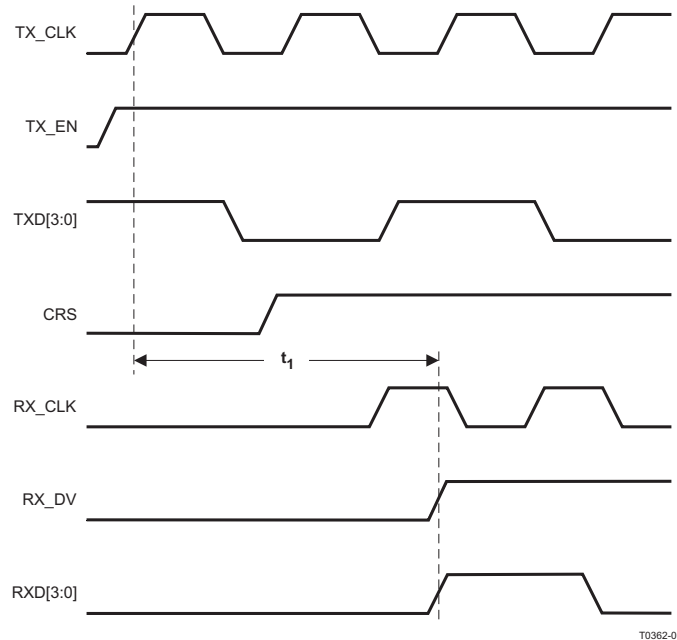 TX_CLK
TX_EN
TXD[3:0]
CRS
t1
RX_CLK
RX_DV
RXD[3:0]
T0362-0